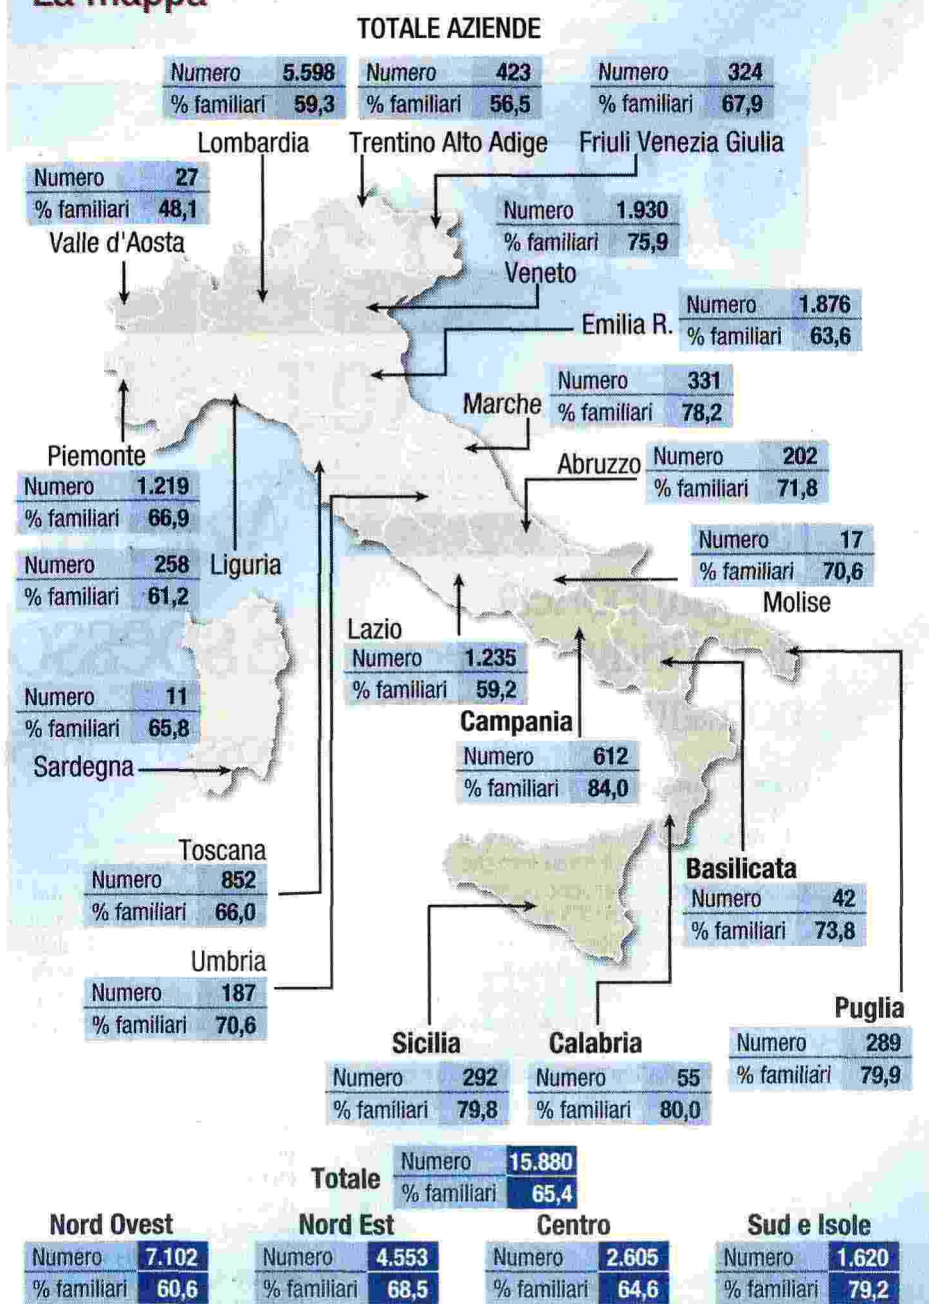 La mappa
TOTALE AZIENDE
Numero 5.598
% familiari 59,3
Lombardia
Numero 423
% familiari 56,5
Trentino Alto Adige
Numero 324
% familiari 67,9
Friuli Venezia Giulia
Numero 27
% familiari 48,1
Valle d'Aosta
Numero 1.930
% familiari 75,9
Veneto
Emilia R.
Numero 1.876
% familiari 63,6
Marche
Numero 331
% familiari 78,2
Piemonte
Numero 1.219
% familiari 66,9
Abruzzo
Numero 202
% familiari 71,8
Numero 258
% familiari 61,2
Liguria
Numero 17
% familiari 70,6
Molise
Lazio
Numero 1.235
% familiari 59,2
Numero 11
% familiari 65,8
Sardegna
Campania
Numero 612
% familiari 84,0
Toscana
Numero 852
% familiari 66,0
Basilicata
Numero 42
% familiari 73,8
Umbria
Numero 187
% familiari 70,6
Puglia
Numero 289
% familiari 79,9
Sicilia
Numero 292
% familiari 79,8
Calabria
Numero 55
% familiari 80,0
Totale
Numero 15.880
% familiari 65,4
Nord Ovest
Numero 7.102
% familiari 60,6
Nord Est
Numero 4.553
% familiari 68,5
Centro
Numero 2.605
% familiari 64,6
Sud e Isole
Numero 1.620
% familiari 79,2